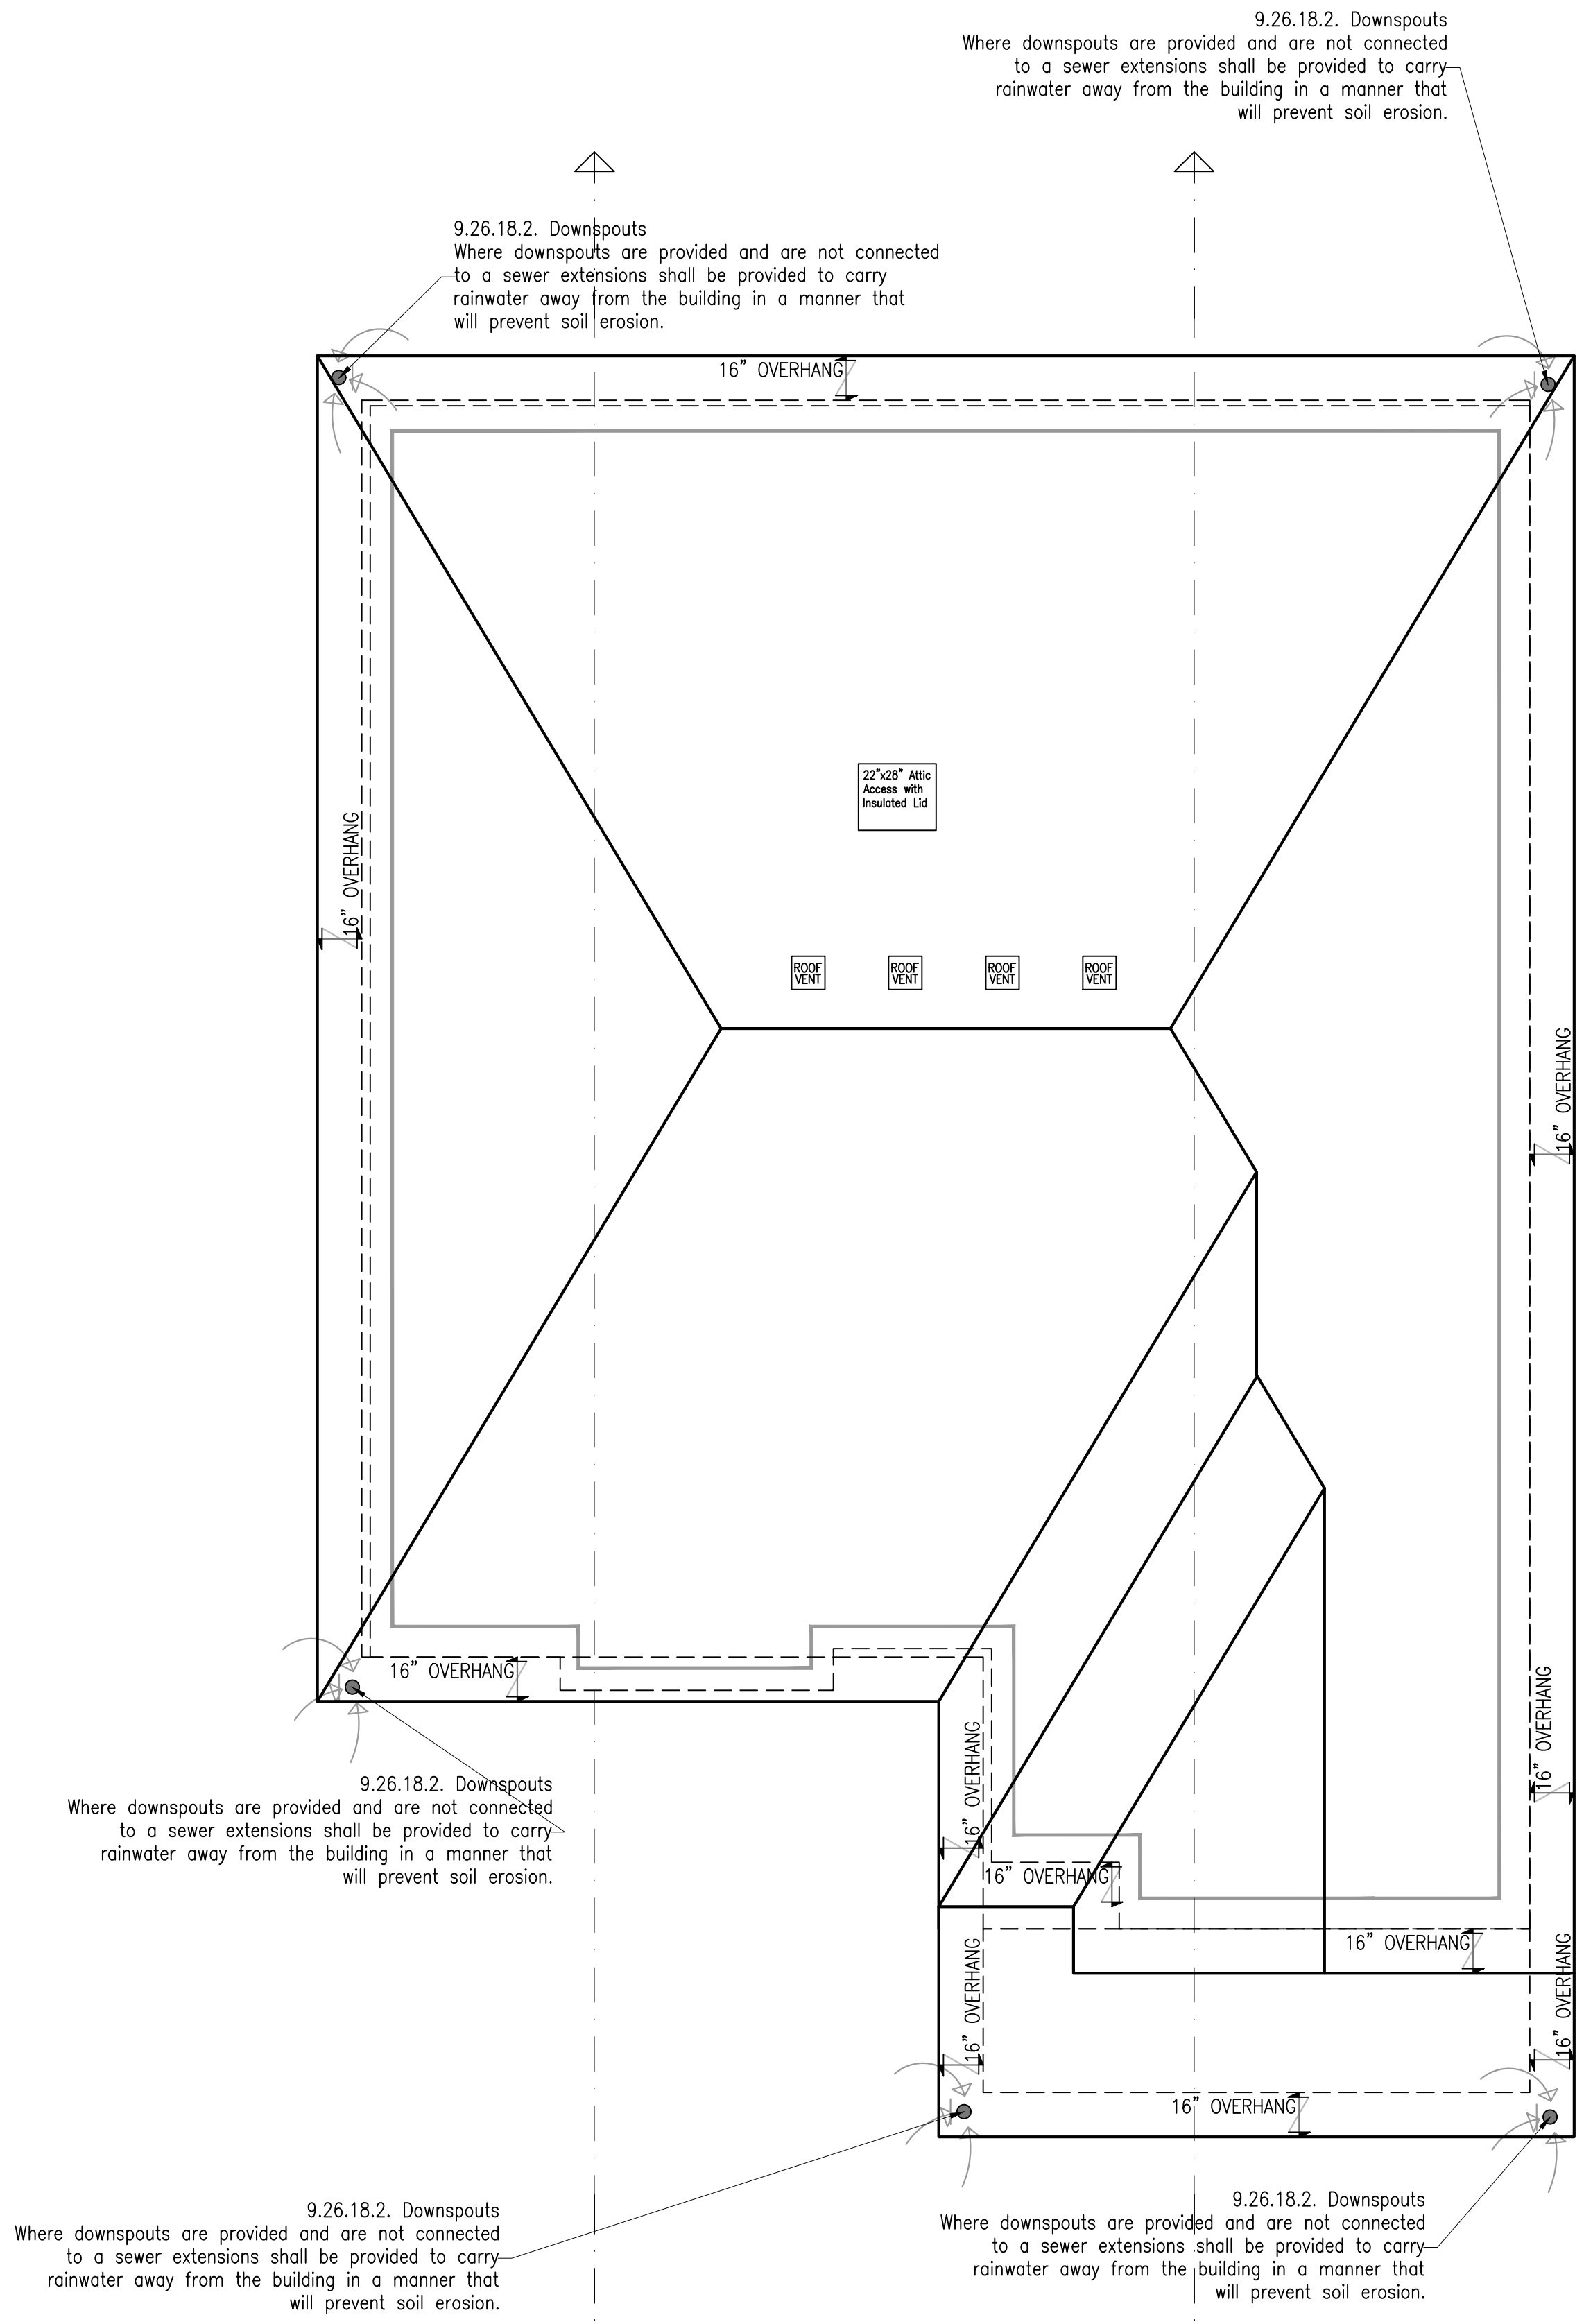 9.26.18.2. Downspouts
Where downspouts are provided and are not connected
to a sewer extensions shall be provided to carry
rainwater away from the building in a manner that
will prevent soil erosion.
9.26.18.2. Downspouts
Where downspouts are provided and are not connected
to a sewer extensions shall be provided to carry
rainwater away from the building in a manner that
will prevent soil erosion.
16" OVERHANG
22"x28" Attic
Access with
Insulated Lid
16" OVERHANG
ROOF
VENT
ROOF
VENT
ROOF
VENT
ROOF
VENT
16" OVERHANG
16" OVERHANG
16" OVERHANG
16" OVERHANG
9.26.18.2. Downspouts
Where downspouts are provided and are not connected
to a sewer extensions shall be provided to carry
rainwater away from the building in a manner that
will prevent soil erosion.
16" OVERHANG
16" OVERHANG
16" OVERHANG
16" OVERHANG
16" OVERHANG
9.26.18.2. Downspouts
Where downspouts are provided and are not connected
to a sewer extensions shall be provided to carry
rainwater away from the building in a manner that
will prevent soil erosion.
9.26.18.2. Downspouts
Where downspouts are provided and are not connected
to a sewer extensions shall be provided to carry
rainwater away from the building in a manner that
will prevent soil erosion.